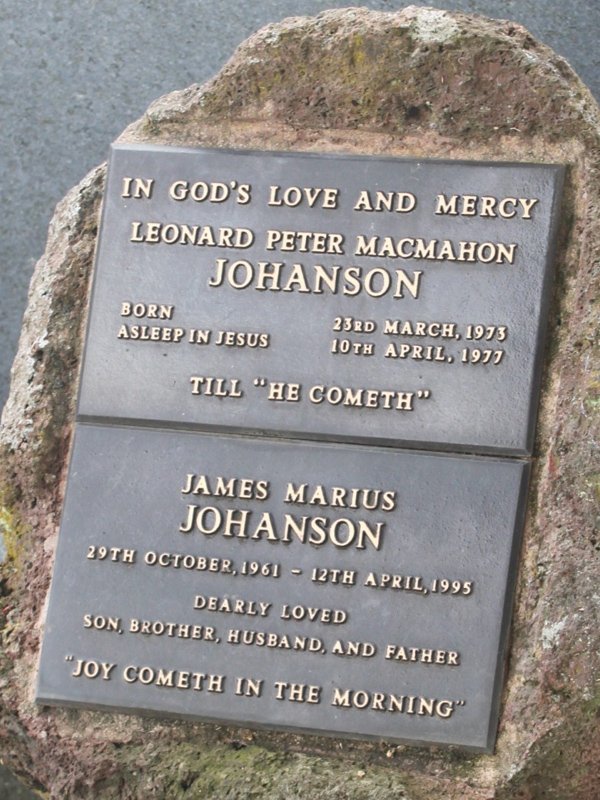 IN GOD'S LOVE AND MERCY
LEONARD PETER MACMAHON
JOHANSON
BORN 23RD MARCH, 1973
ASLEEP IN JESUS 10TH APRIL, 1977
TILL "HE COMETH"
JAMES MARIUS
JOHANSON
29TH OCTOBER, 1961 - 12TH APRIL, 1995
DEARLY LOVED
SON, BROTHER, HUSBAND, AND FATHER
"JOY COMETH IN THE MORNING"